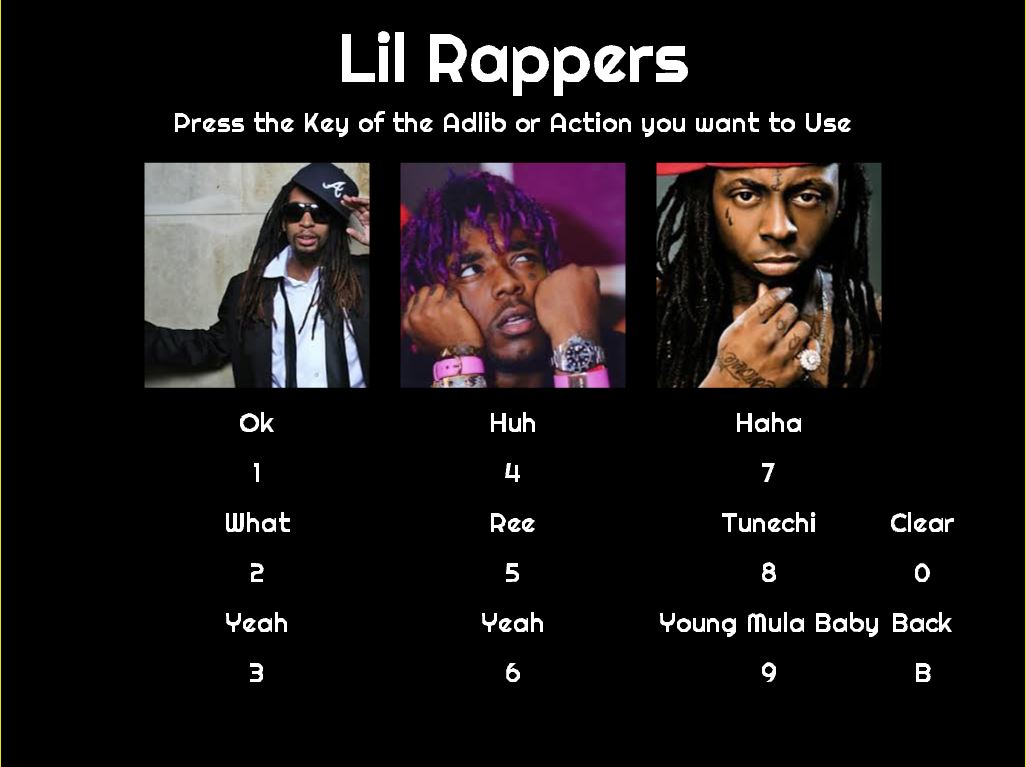 Lil Rappers
Press the Key of the Adlib or Action you want to Use
Ok Huh Haha
1 4 7
What Ree Tunechi Clear
2 5 8 0
Yeah Yeah Young Mula Baby Back
3 6 9 B